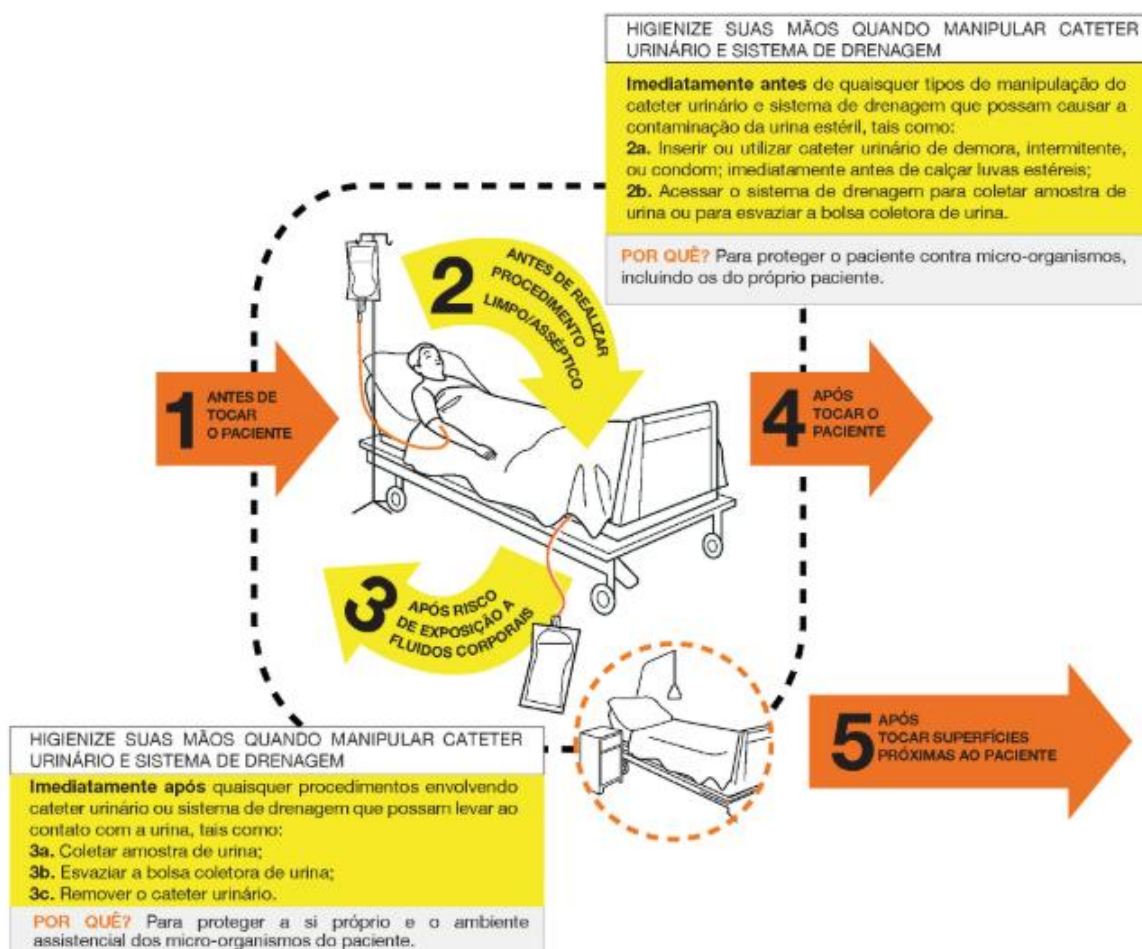 HIGIENIZE SUAS MÃOS QUANDO MANIPULAR CATETER
URINÁRIO E SISTEMA DE DRENAGEM
Imediatamente antes de quaisquer tipos de manipulação do
cateter urinário e sistema de drenagem que possam causar a
contaminação da urina estéril, tais como:
2a. Inserir ou utilizar cateter urinário de demora, intermitente,
ou condom; imediatamente antes de calçar luvas estéreis;
2b. Acessar o sistema de drenagem para coletar amostra de
urina ou para esvaziar a bolsa coletora de urina.
POR QUÊ? Para proteger o paciente contra micro-organismos,
incluindo os do próprio paciente.
1
ANTES DE
TOCAR
O PACIENTE
2
ANTES DE REALIZAR
PROCEDIMENTO
LIMPO/ASSÉPTICO
3
APÓS RISCO
DE EXPOSIÇÃO A
FLUIDOS CORPORAIS
4
APÓS
TOCAR O
PACIENTE
5
APÓS
TOCAR SUPERFÍCIES
PRÓXIMAS AO PACIENTE
HIGIENIZE SUAS MÃOS QUANDO MANIPULAR CATETER
URINÁRIO E SISTEMA DE DRENAGEM
Imediatamente após quaisquer procedimentos envolvendo
cateter urinário ou sistema de drenagem que possam levar ao
contato com a urina, tais como:
3a. Coletar amostra de urina;
3b. Esvaziar a bolsa coletora de urina;
3c. Remover o cateter urinário.
POR QUÊ? Para proteger a si próprio e o ambiente
assistencial dos micro-organismos do paciente.